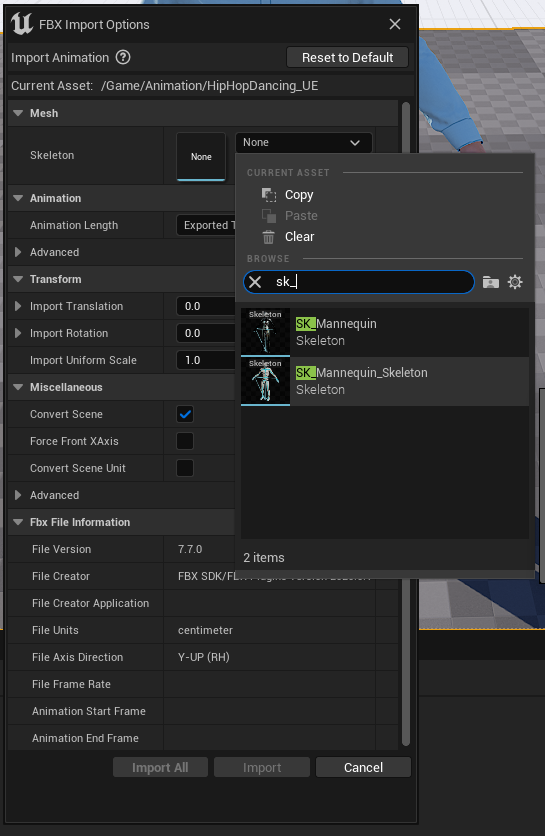 FBX Import Options
Import Animation
Reset to Default
Current Asset: /Game/Animation/HipHopDancing_UE
Mesh
Skeleton
None
None
CURRENT ASSET
Copy
Paste
Clear
BROWSE
sk_
Skeleton
SK_Mannequin
Skeleton
Skeleton
SK_Mannequin_Skeleton
Skeleton
2 items
Animation
Animation Length
Exported T
Advanced
Transform
Import Translation
0.0
Import Rotation
0.0
Import Uniform Scale
1.0
Miscellaneous
Convert Scene
Force Front XAxis
Convert Scene Unit
Advanced
Fbx File Information
File Version
7.7.0
File Creator
FBX SDK/FBX
File Creator Application
File Units
centimeter
File Axis Direction
Y-UP (RH)
File Frame Rate
Animation Start Frame
Animation End Frame
Import All
Import
Cancel